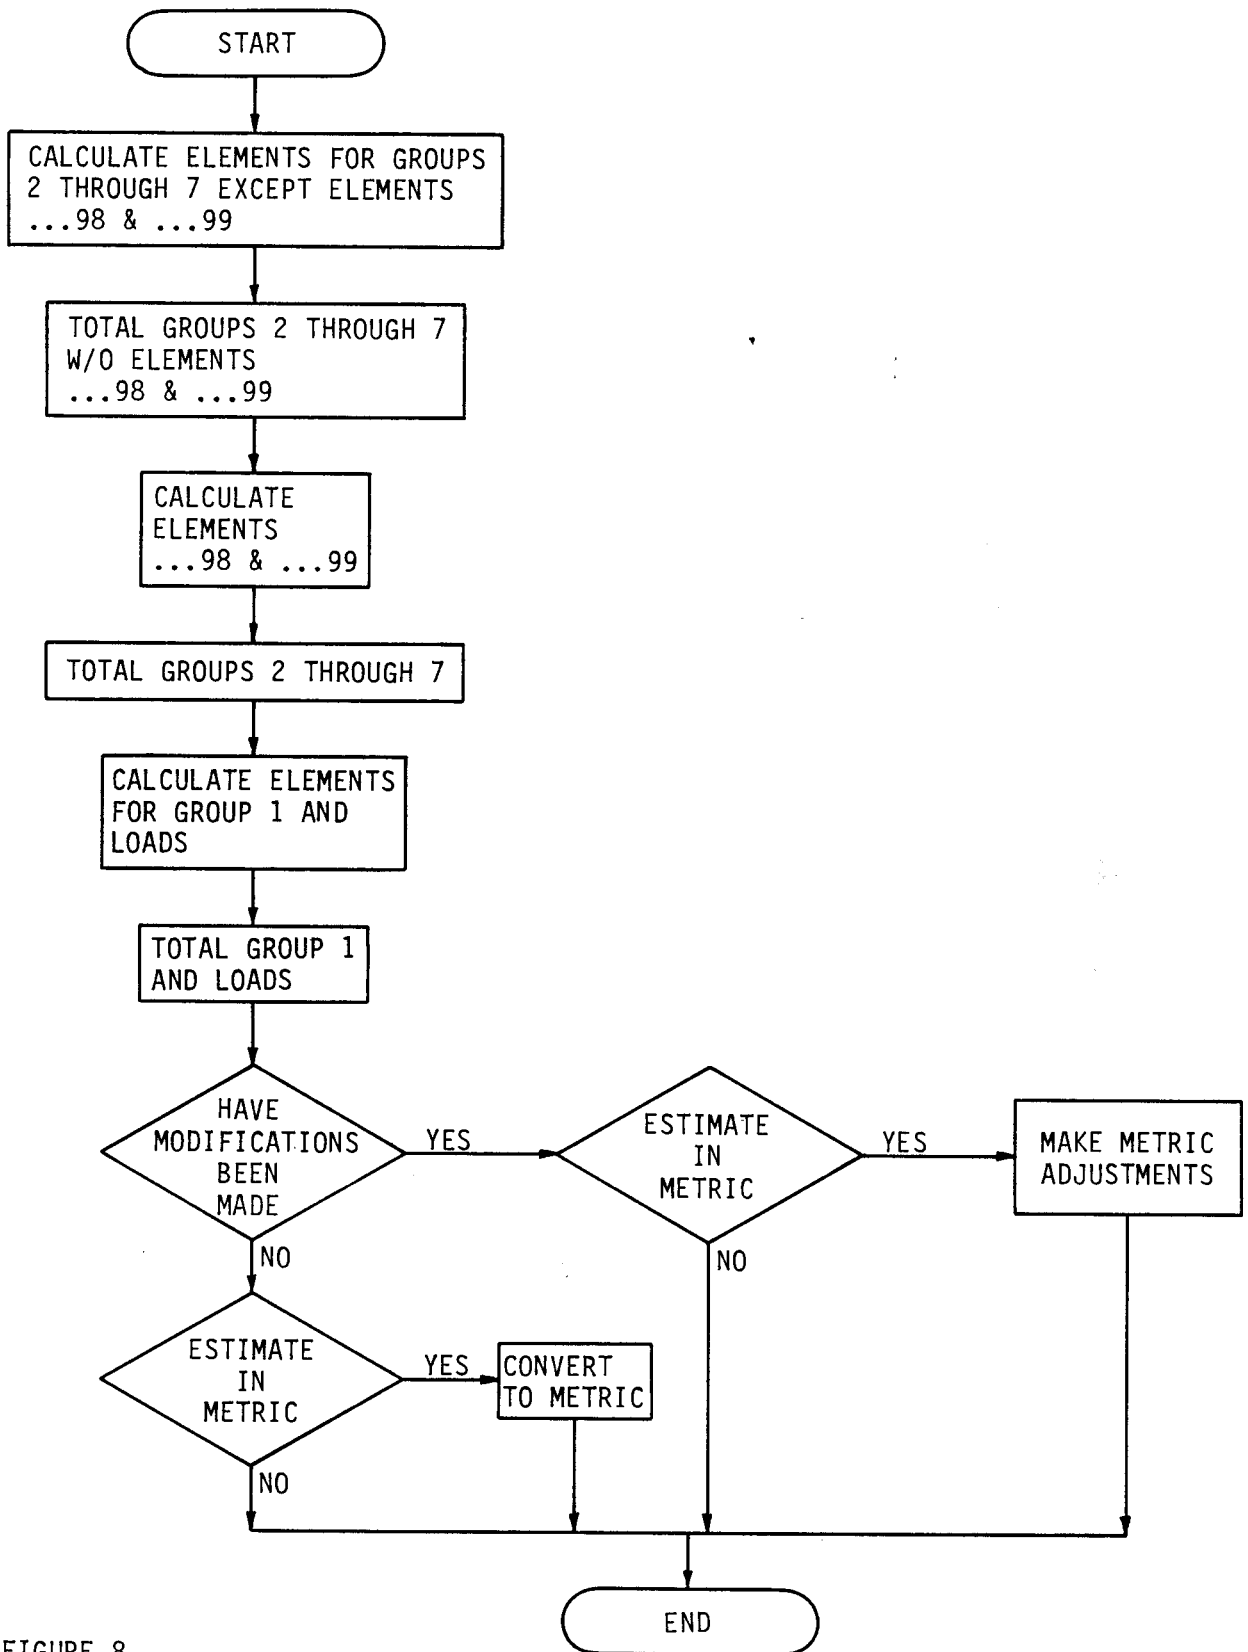 START
CALCULATE ELEMENTS FOR GROUPS
2 THROUGH 7 EXCEPT ELEMENTS
...98 & ...99
TOTAL GROUPS 2 THROUGH 7
W/O ELEMENTS
...98 & ...99
CALCULATE
ELEMENTS
...98 & ...99
TOTAL GROUPS 2 THROUGH 7
CALCULATE ELEMENTS
FOR GROUP 1 AND
LOADS
TOTAL GROUP 1
AND LOADS
HAVE
MODIFICATIONS
BEEN
MADE
YES
ESTIMATE
IN
METRIC
YES
MAKE METRIC
ADJUSTMENTS
NO
NO
ESTIMATE
IN
METRIC
YES
CONVERT
TO METRIC
NO
END
FIGURE 8